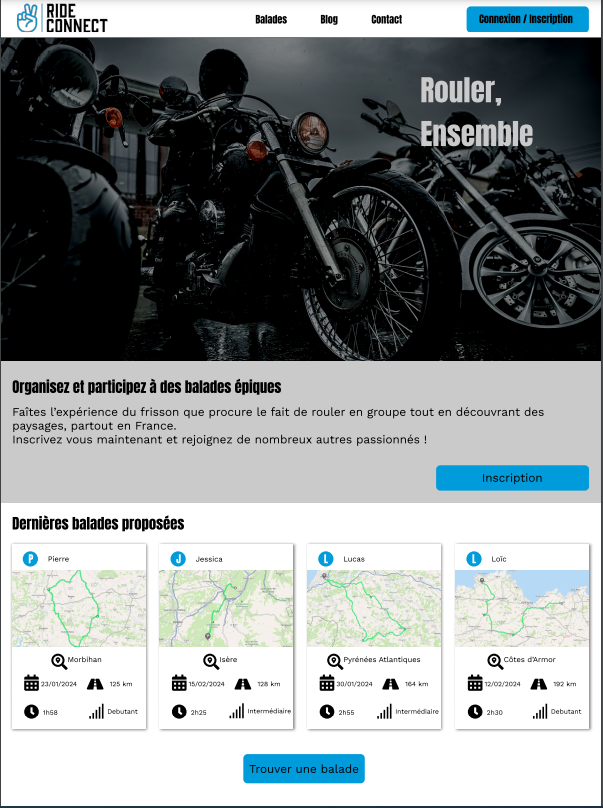 RIDE
CONNECT
Balades
Blog
Contact
Connexion / Inscription
Rouler,
Ensemble
Organisez et participez à des balades épiques
Faîtes l'expérience du frisson que procure le fait de rouler en groupe tout en découvrant des
paysages, partout en France.
Inscrivez vous maintenant et rejoignez de nombreux autres passionnés !
Inscription
Dernières balades proposées
P Pierre
Morbihan
23/01/2024 125 km
1h58 Debutant
J Jessica
Isère
15/02/2024 128 km
2h25 Intermédiaire
L Lucas
Pyrénées Atlantiques
30/01/2024 164 km
2h55 Intermédiaire
L Loïc
Côtes d'Armor
12/02/2024 192 km
2h30 Debutant
Trouver une balade